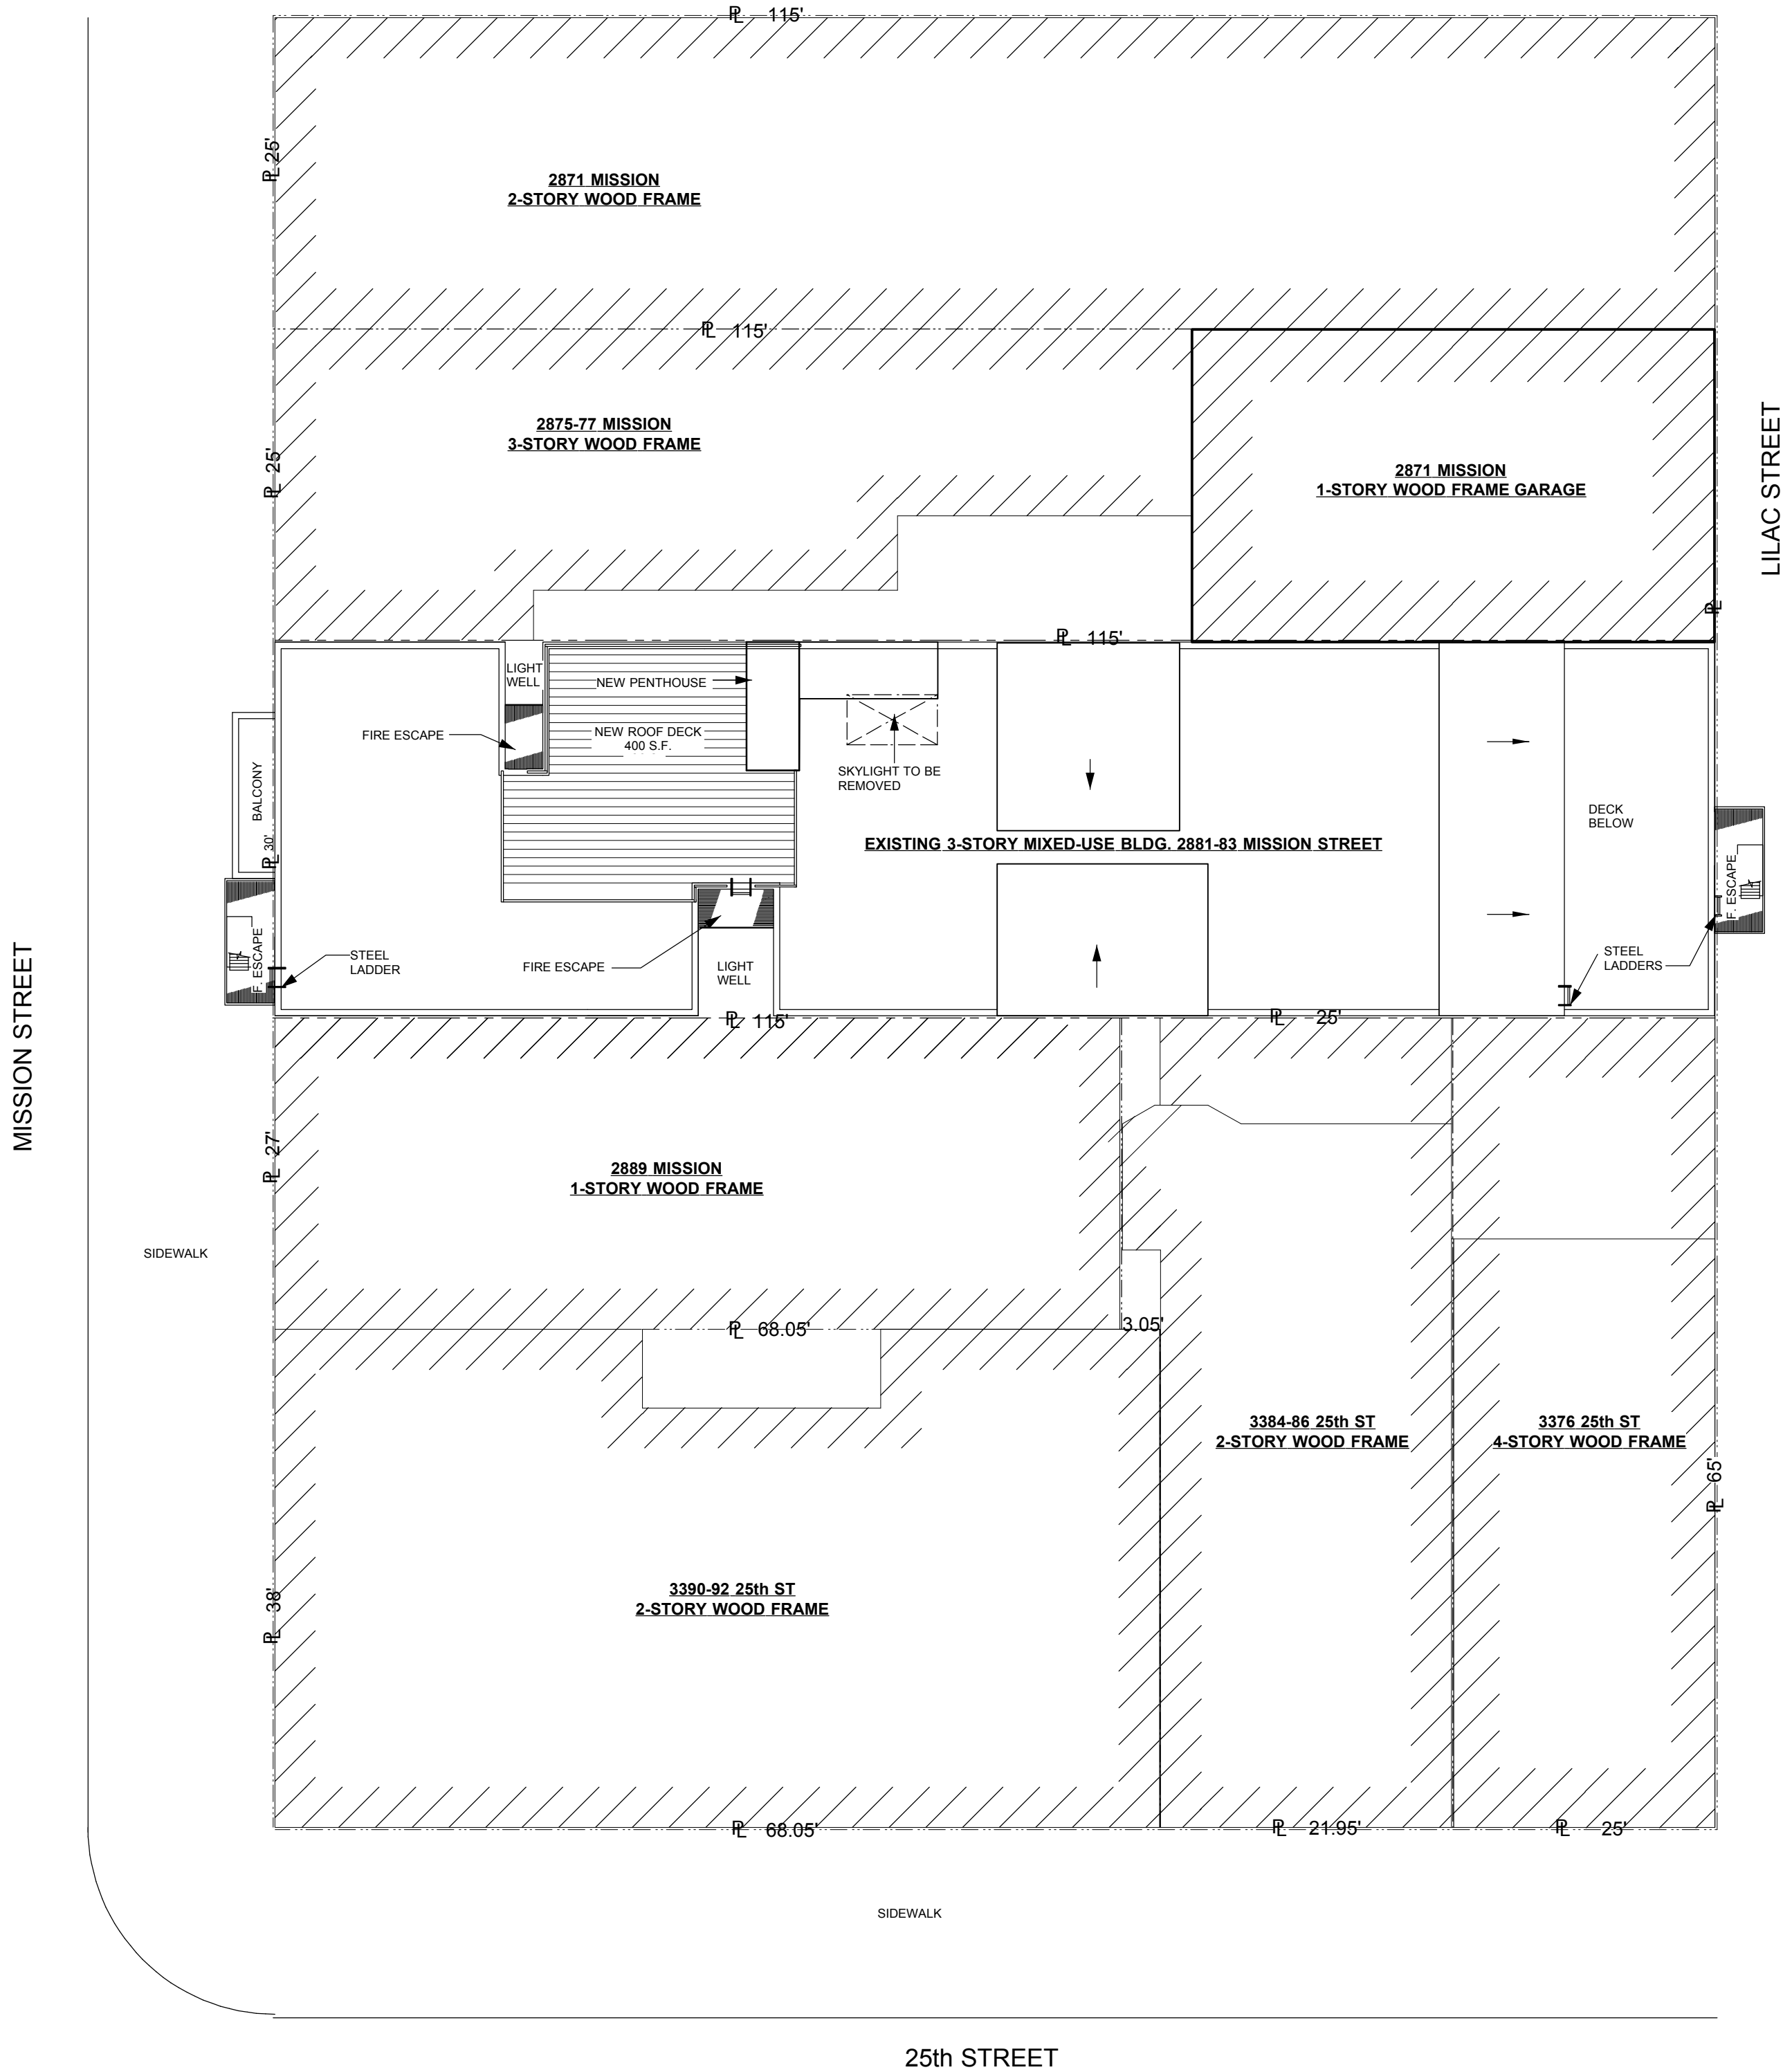 ℄ 115'
℄ 25'
2871 MISSION
2-STORY WOOD FRAME
℄ 115'
2875-77 MISSION
3-STORY WOOD FRAME
℄ 25'
2871 MISSION
1-STORY WOOD FRAME GARAGE
LILAC STREET
℄
℄ 115'
LIGHT
WELL
NEW PENTHOUSE
FIRE ESCAPE
NEW ROOF DECK
400 S.F.
SKYLIGHT TO BE
REMOVED
BALCONY
℄ 30'
DECK
BELOW
EXISTING 3-STORY MIXED-USE BLDG. 2881-83 MISSION STREET
F. ESCAPE
F. ESCAPE
STEEL
LADDER
FIRE ESCAPE
LIGHT
WELL
STEEL
LADDERS
MISSION STREET
℄ 115'
℄ 25'
℄ 27'
2889 MISSION
1-STORY WOOD FRAME
SIDEWALK
℄ 68.05'
3.05'
3384-86 25th ST
2-STORY WOOD FRAME
3376 25th ST
4-STORY WOOD FRAME
℄ 65'
3390-92 25th ST
2-STORY WOOD FRAME
℄ 38'
℄ 68.05'
℄ 21.95'
℄ 25'
SIDEWALK
25th STREET